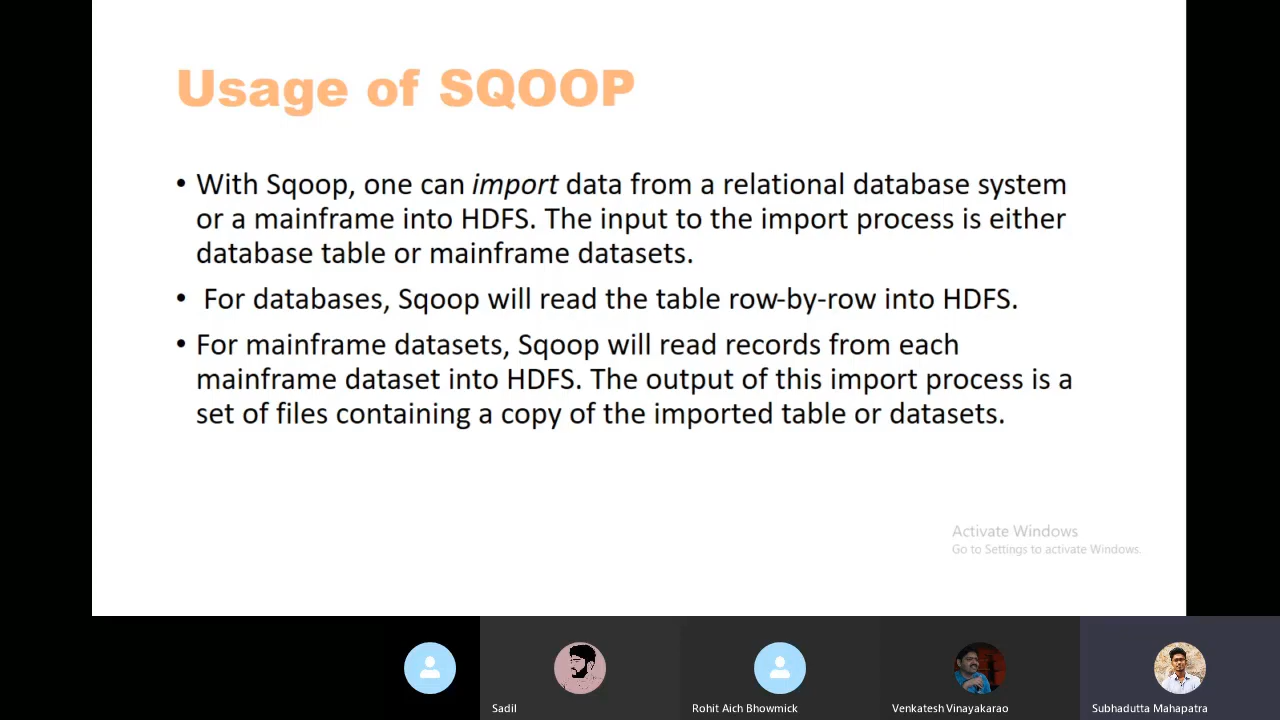 Usage of SQOOP
• With Sqoop, one can import data from a relational database system
or a mainframe into HDFS. The input to the import process is either
database table or mainframe datasets.
• For databases, Sqoop will read the table row-by-row into HDFS.
• For mainframe datasets, Sqoop will read records from each
mainframe dataset into HDFS. The output of this import process is a
set of files containing a copy of the imported table or datasets.
Activate Windows
Go to Settings to activate Windows.
Sadil
Rohit Aich Bhowmick
Venkatesh Vinayakarao
Subhadutta Mahapatra